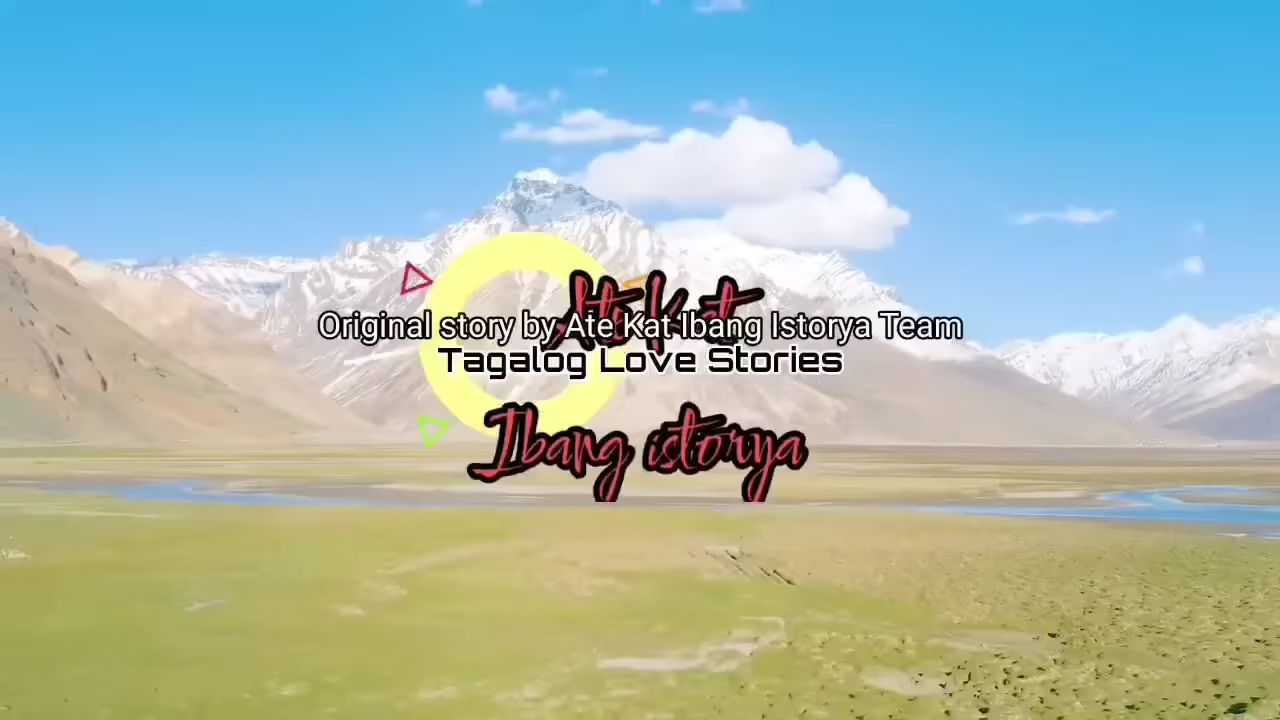 Ate Kat
Original story by Ate Kat Ibang Istorya Team
Tagalog Love Stories
Ibang istorya